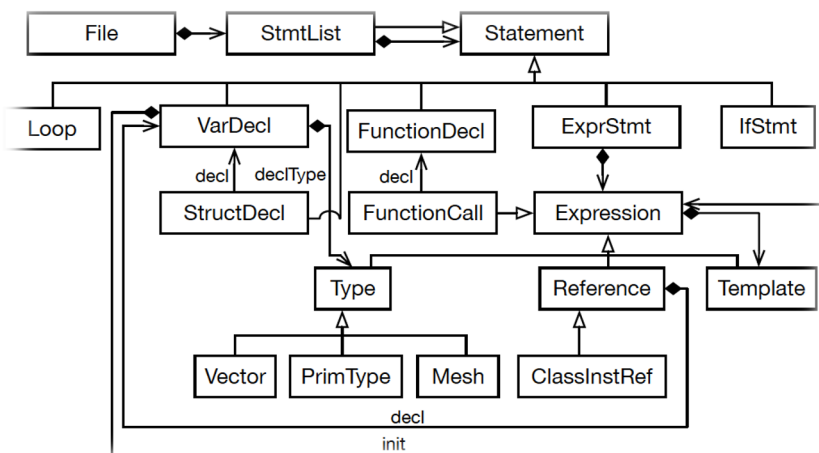 File StmtList Statement
Loop VarDecl FunctionDecl ExprStmt IfStmt
decl declType decl
StructDecl FunctionCall Expression
Type Reference Template
Vector PrimType Mesh ClassInstRef
decl
init